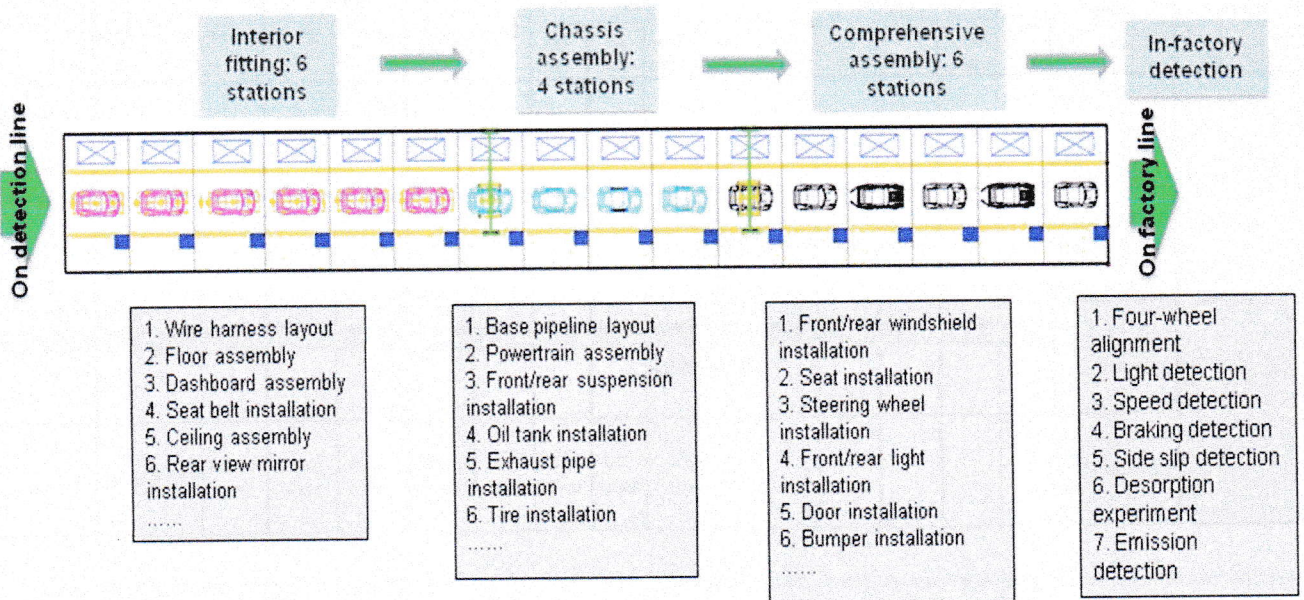 Interior
fitting: 6
stations
Chassis
assembly:
4 stations
Comprehensive
assembly: 6
stations
In-factory
detection
On detection line
On factory line
1. Wire harness layout
2. Floor assembly
3. Dashboard assembly
4. Seat belt installation
5. Ceiling assembly
6. Rear view mirror
installation
......
1. Base pipeline layout
2. Powertrain assembly
3. Front/rear suspension
installation
4. Oil tank installation
5. Exhaust pipe
installation
6. Tire installation
......
1. Front/rear windshield
installation
2. Seat installation
3. Steering wheel
installation
4. Front/rear light
installation
5. Door installation
6. Bumper installation
......
1. Four-wheel
alignment
2. Light detection
3. Speed detection
4. Braking detection
5. Side slip detection
6. Desorption
experiment
7. Emission
detection